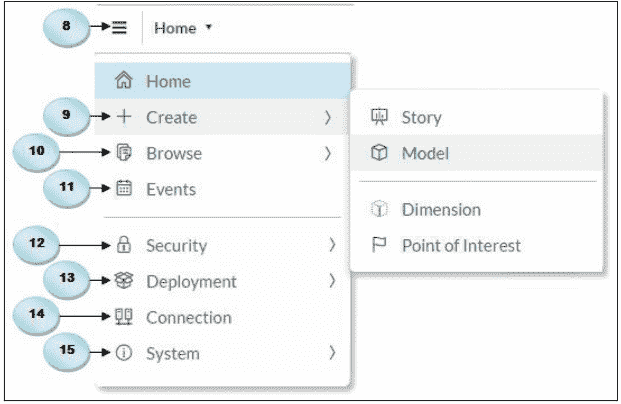 8 Home
Home
9 Create
Story
10 Browse
Model
11 Events
Dimension
12 Security
Point of Interest
13 Deployment
14 Connection
15 System